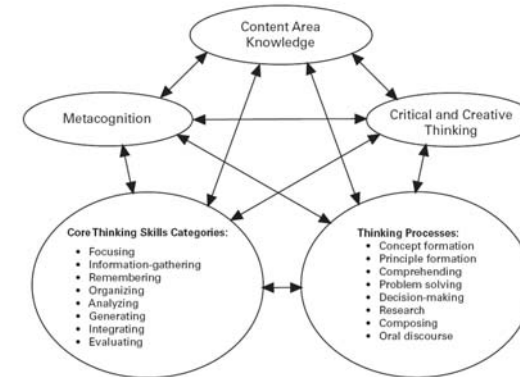 Content Area
Knowledge
Metacognition
Critical and Creative
Thinking
Core Thinking Skills Categories:
• Focusing
• Information-gathering
• Remembering
• Organizing
• Analyzing
• Generating
• Integrating
• Evaluating
Thinking Processes:
• Concept formation
• Principle formation
• Comprehending
• Problem solving
• Decision-making
• Research
• Composing
• Oral discourse